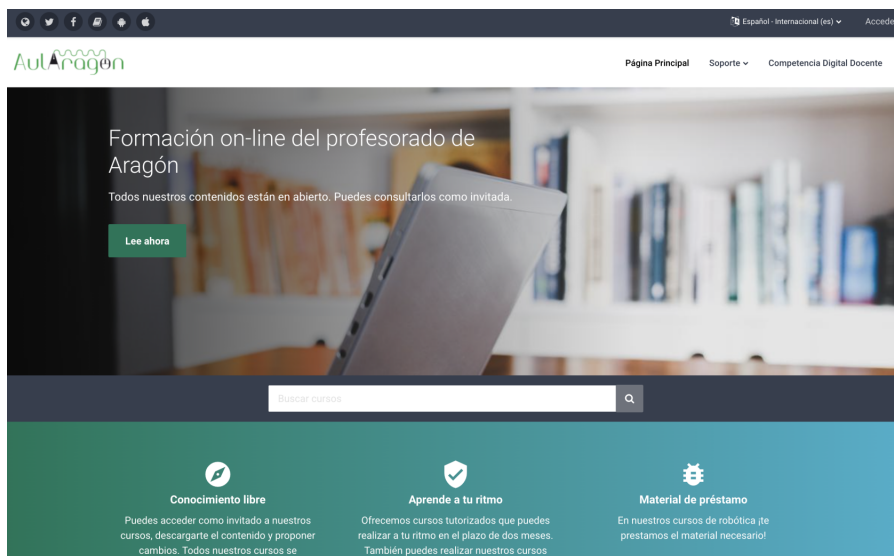 Español - Internacional (es)
Acceder
AulAragón
Página Principal
Soporte
Competencia Digital Docente
Formación on-line del profesorado de
Aragón
Todos nuestros contenidos están en abierto. Puedes consultarlos como invitada.
Lee ahora
Buscar cursos
Conocimiento libre
Puedes acceder como invitado a nuestros
cursos, descargarte el contenido y proponer
cambios. Todos nuestros cursos se
Aprende a tu ritmo
Ofrecemos cursos tutorizados que puedes
realizar a tu ritmo en el plazo de dos meses.
También puedes realizar nuestros cursos
Material de préstamo
En nuestros cursos de robótica ¡te
prestamos el material necesario!